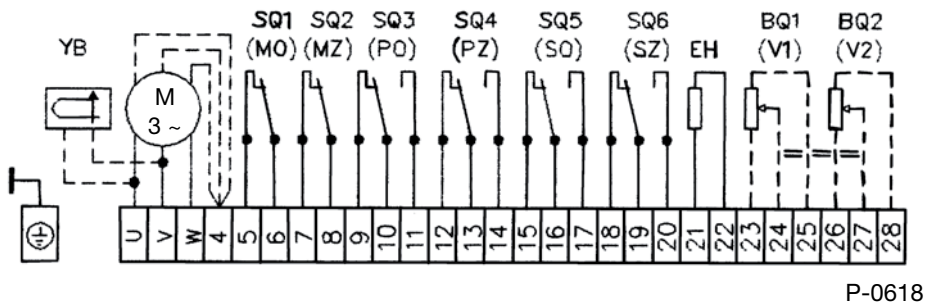 SQ1 SQ2 SQ3 SQ4 SQ5 SQ6 BQ1 BQ2
YB (MO) (MZ) (PO) (PZ) (SO) (SZ) EH (V1) (V2)
M
3 ~
U V W 4 5 6 7 8 9 10 11 12 13 14 15 16 17 18 19 20 21 22 23 24 25 26 27 28
P-0618